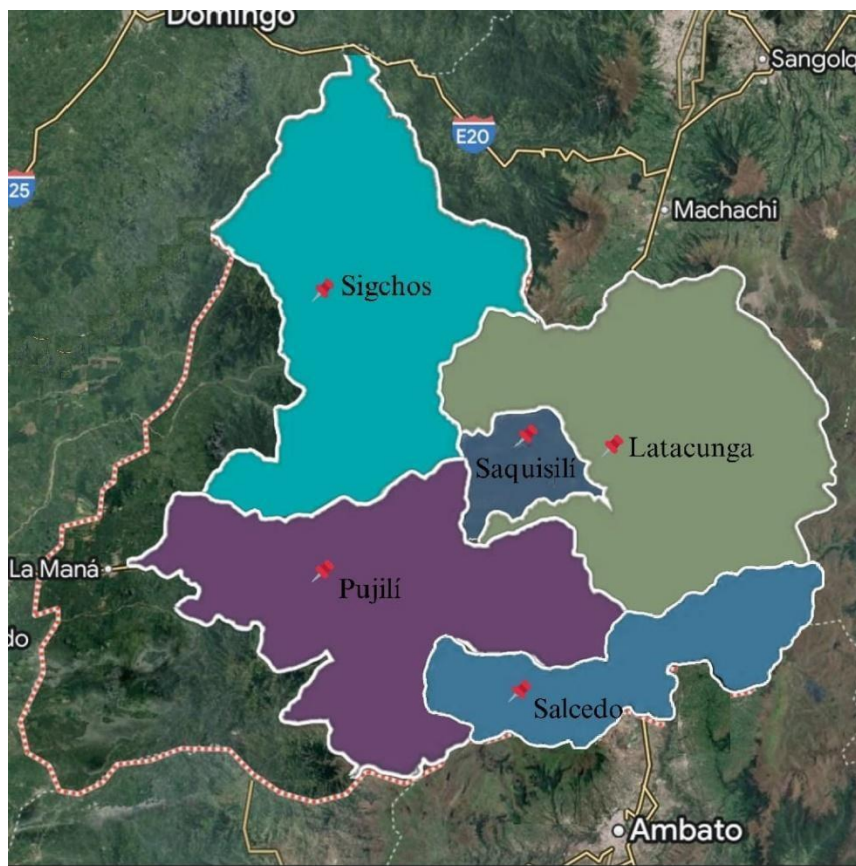 Domingo
Sangolq
E20
25
Machachi
Sigchos
Saquisilí
Latacunga
La Maná
Pujilí
do
Salcedo
Ambato